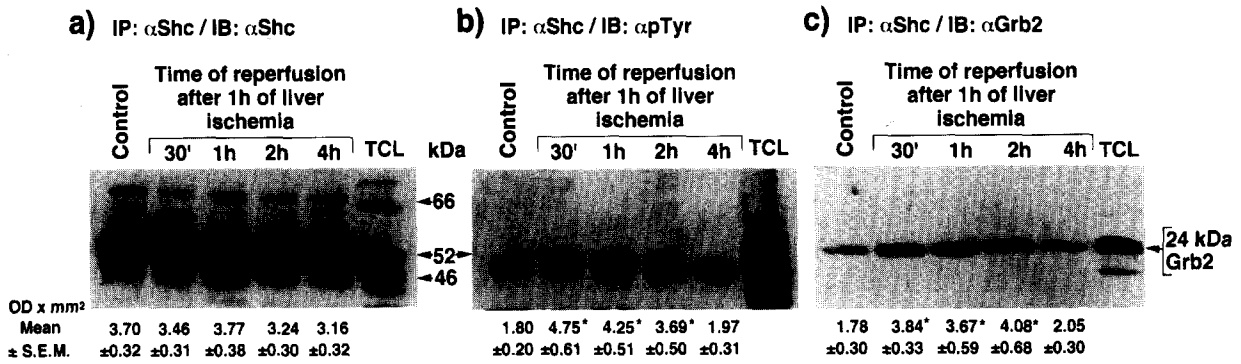 a) IP: αShc / IB: αShc
Control
Time of reperfusion
after 1h of liver
ischemia
30' 1h 2h 4h TCL kDa
66
52
46
OD x mm²
Mean 3.70 3.46 3.77 3.24 3.16
± S.E.M. ±0.32 ±0.31 ±0.38 ±0.30 ±0.32
b) IP: αShc / IB: αpTyr
Control
Time of reperfusion
after 1h of liver
ischemia
30' 1h 2h 4h TCL
1.80 4.75* 4.25* 3.69* 1.97
±0.20 ±0.61 ±0.51 ±0.50 ±0.31
c) IP: αShc / IB: αGrb2
Control
Time of reperfusion
after 1h of liver
ischemia
30' 1h 2h 4h TCL
24 kDa
Grb2
1.78 3.84* 3.67* 4.08* 2.05
±0.30 ±0.33 ±0.59 ±0.68 ±0.30